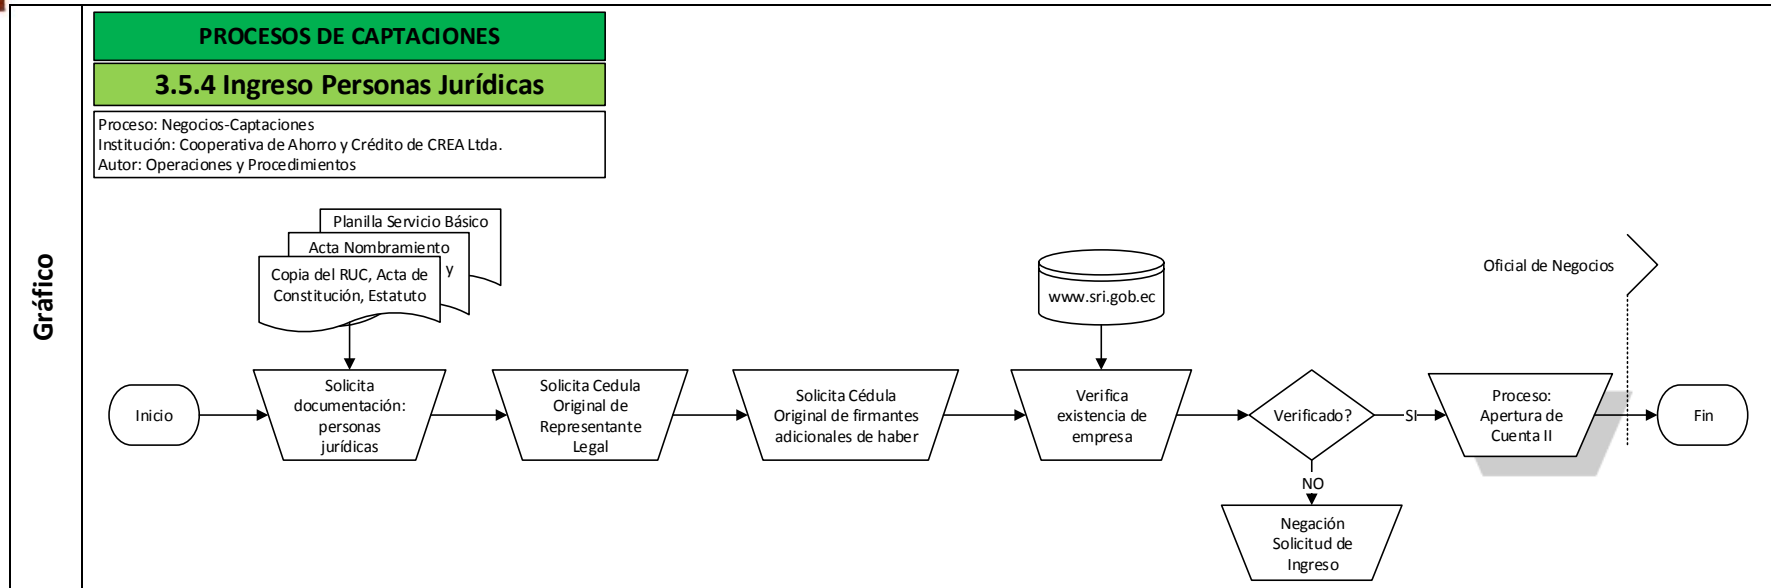 Gráfico
PROCESOS DE CAPTACIONES
3.5.4 Ingreso Personas Jurídicas
Proceso: Negocios-Captaciones
Institución: Cooperativa de Ahorro y Crédito de CREA Ltda.
Autor: Operaciones y Procedimientos
Planilla Servicio Básico
Acta Nombramiento
y
Copia del RUC, Acta de
Constitución, Estatuto
www.sri.gob.ec
Oficial de Negocios
Inicio
Solicita
documentación:
personas
jurídicas
Solicita Cedula
Original de
Representante
Legal
Solicita Cédula
Original de firmantes
adicionales de haber
Verifica
existencia de
empresa
Verificado?
SI
Proceso:
Apertura de
Cuenta II
Fin
NO
Negación
Solicitud de
Ingreso